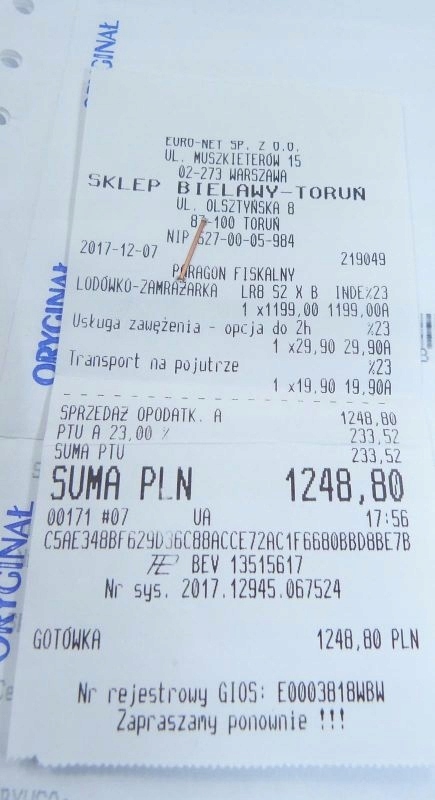 ORYGINAŁ
EURO-NET SP. Z O.O.
UL. MUSZKIETERÓW 15
02-273 WARSZAWA
SKLEP BIELAWY-TORUŃ
UL. OLSZTYŃSKA 8
87-100 TORUŃ
NIP 527-00-05-984
2017-12-07 219049
PARAGON FISKALNY
LODÓWKO-ZAMRAŻARKA LR8 S2 X B INDE%23
1 x1199,00 1199,00A
Usługa zawężenia - opcja do 2h %23
1 x29,90 29,90A
Transport na pojutrze %23
1 x19,90 19,90A
SPRZEDAŻ OPODATK. A 1248,80
PTU A 23,00 % 233,52
SUMA PTU 233,52
SUMA PLN 1248,80
00171 #07 UA 17:56
C5AE348BF629D36C88ACCE72AC1F6680BBD8BE7B
BEV 13515617
Nr sys. 2017.12945.067524
GOTÓWKA 1248,80 PLN
Nr rejestrowy GIOS: E0003818WBW
Zapraszamy ponownie !!!
ORYGINAŁ
ORYGINAŁ